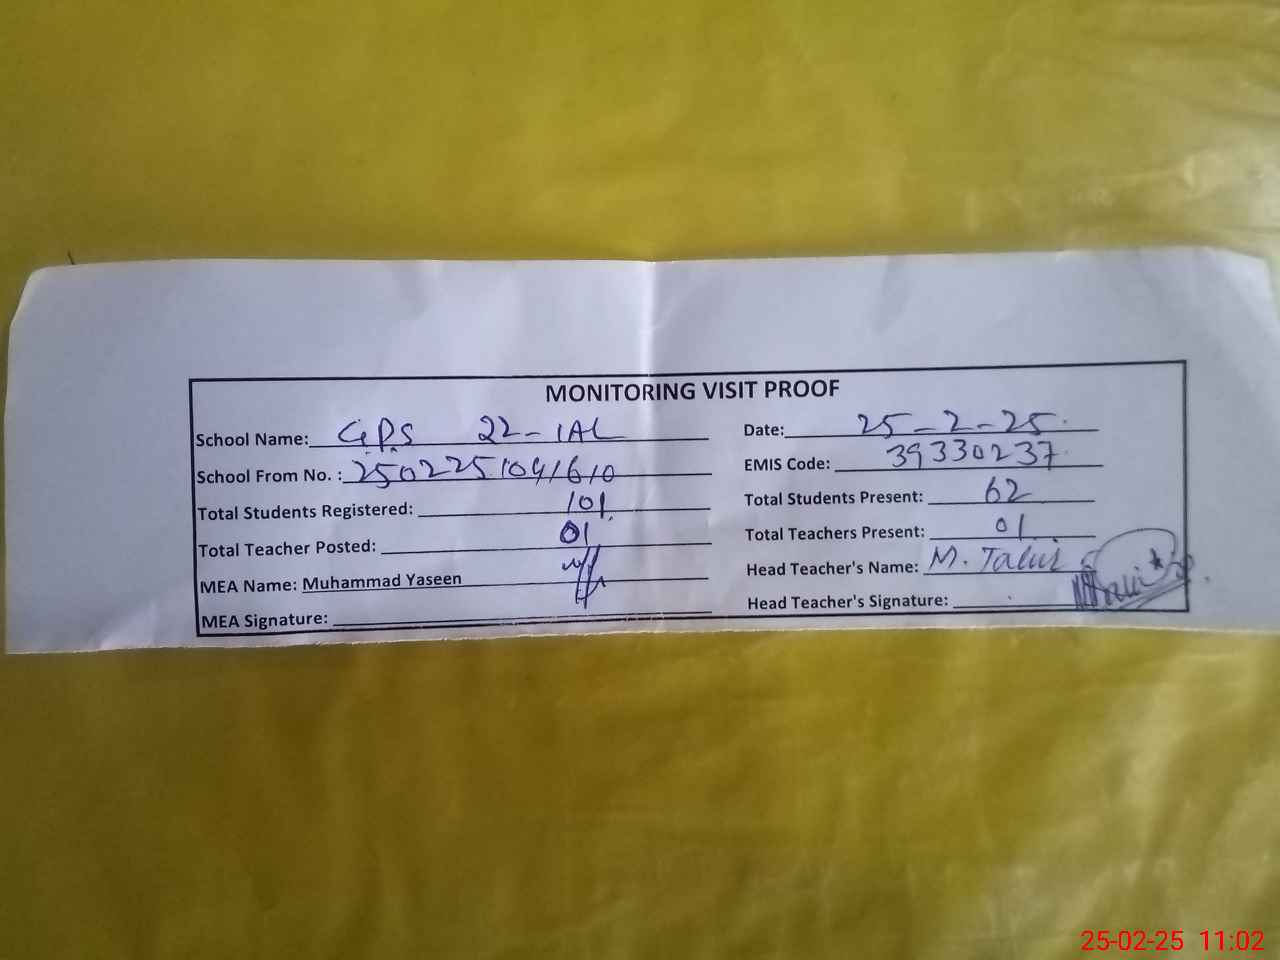 MONITORING VISIT PROOF
School Name: GPS 22-1AL
Date: 25-2-25
School From No. : 2502251041610
EMIS Code: 39330237
Total Students Registered: 101
Total Students Present: 62
Total Teacher Posted: 01
Total Teachers Present: 01
MEA Name: Muhammad Yaseen
Head Teacher's Name: M.
MEA Signature:
Head Teacher's Signature:
25-02-25 11:02